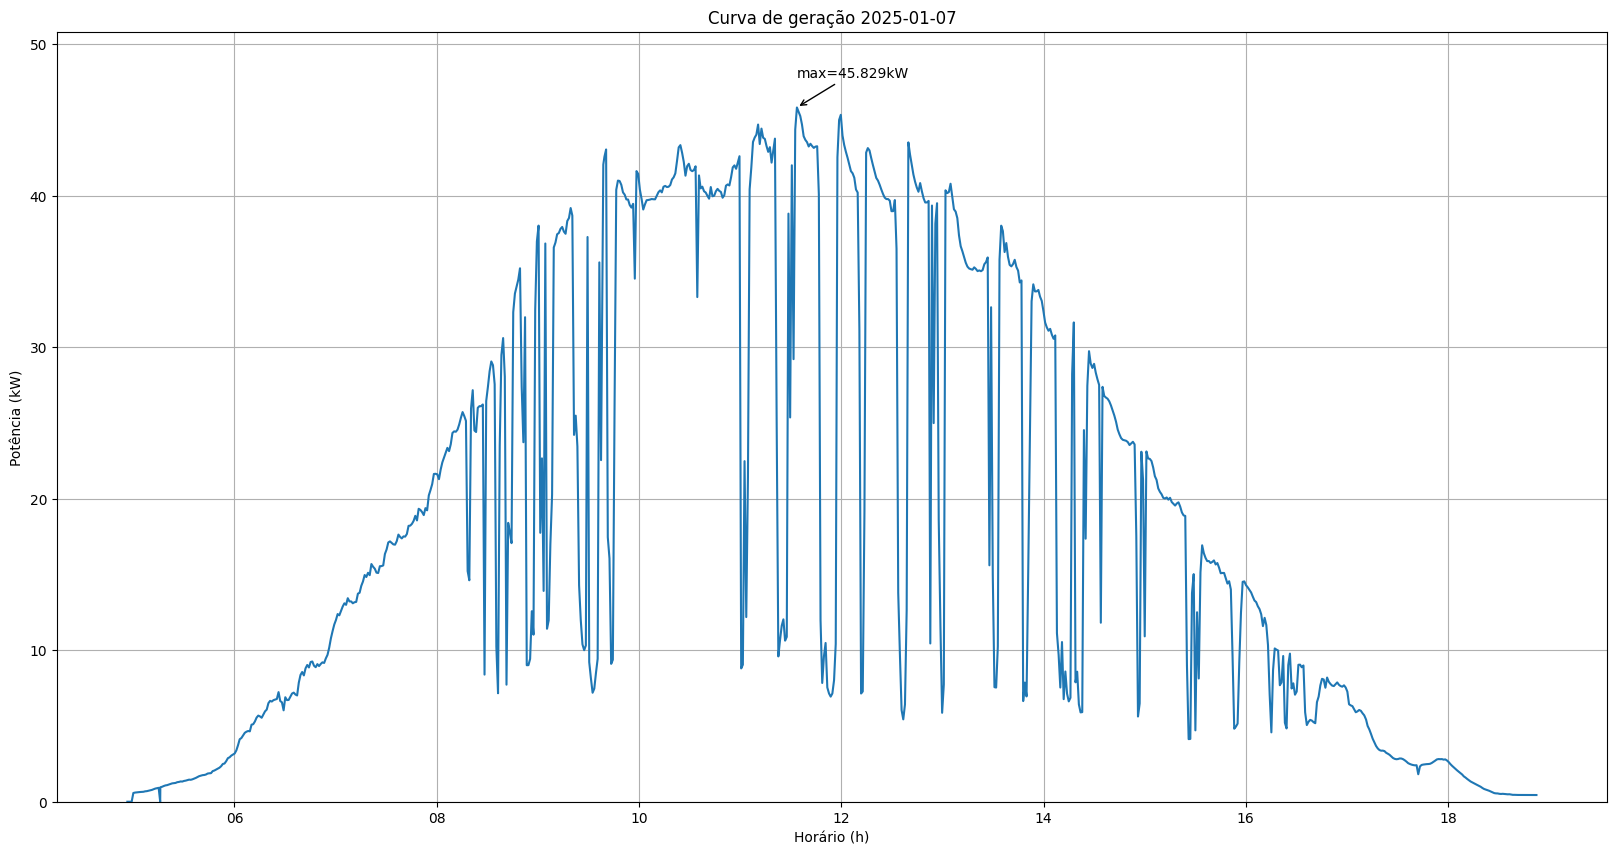 Curva de geração 2025-01-07
max=45.829kW
Potência (kW)
50
40
30
20
10
0
06 08 10 12 14 16 18
Horário (h)